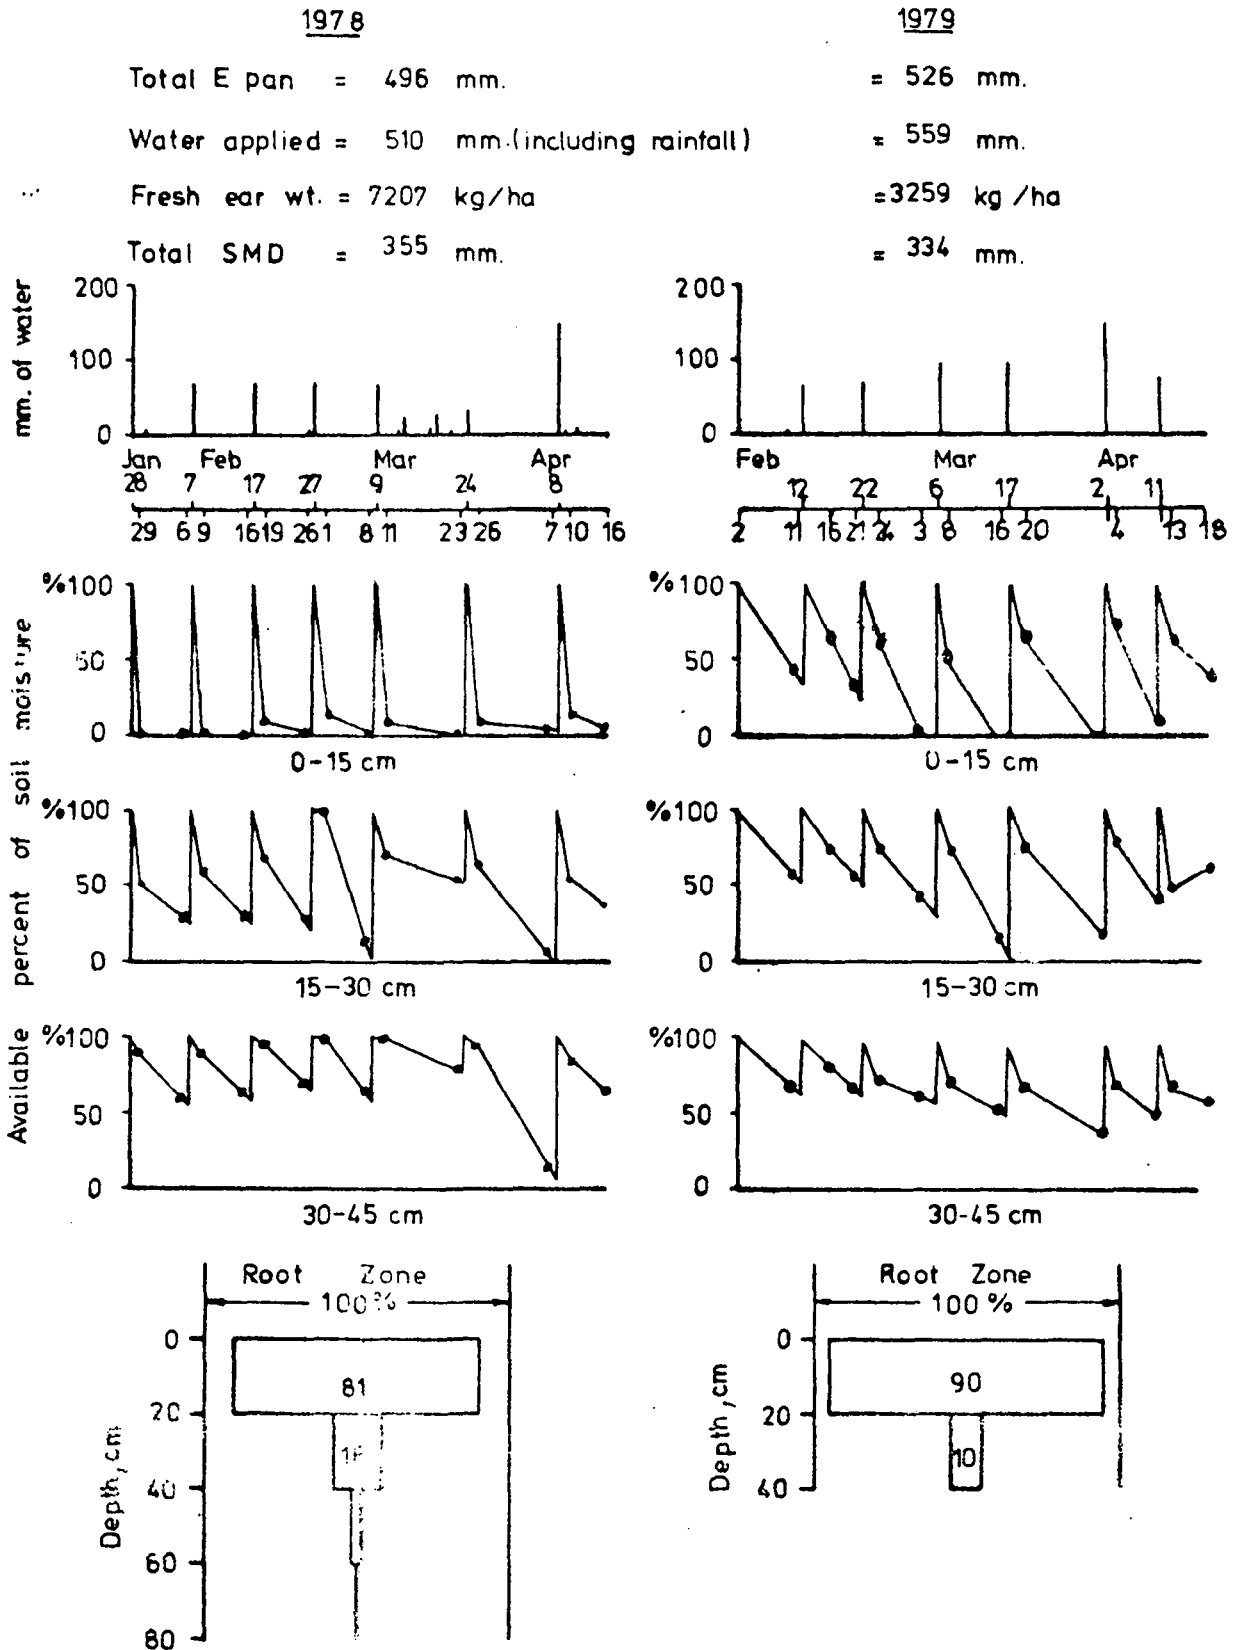 1978 1979
Total E pan = 496 mm. = 526 mm.
Water applied = 510 mm.(including rainfall) = 559 mm.
Fresh ear wt. = 7207 kg/ha =3259 kg /ha
Total SMD = 355 mm. = 334 mm.
mm. of water
200
100
0
Jan Feb Mar Apr
28 7 17 27 9 24 8
29 6 9 16 19 26 1 8 11 23 26 7 10 16
200
100
0
Feb Mar Apr
12 22 6 17 2 11
2 11 16 21 24 3 8 16 20 4 13 18
Available percent of soil moisture
%100
50
0
0-15 cm
%100
50
0
0-15 cm
%100
50
0
15-30 cm
%100
50
0
15-30 cm
%100
50
0
30-45 cm
%100
50
0
30-45 cm
Root Zone
100%
Depth, cm
0
20
40
60
80
81
Root Zone
100%
Depth, cm
0
20
40
90
10